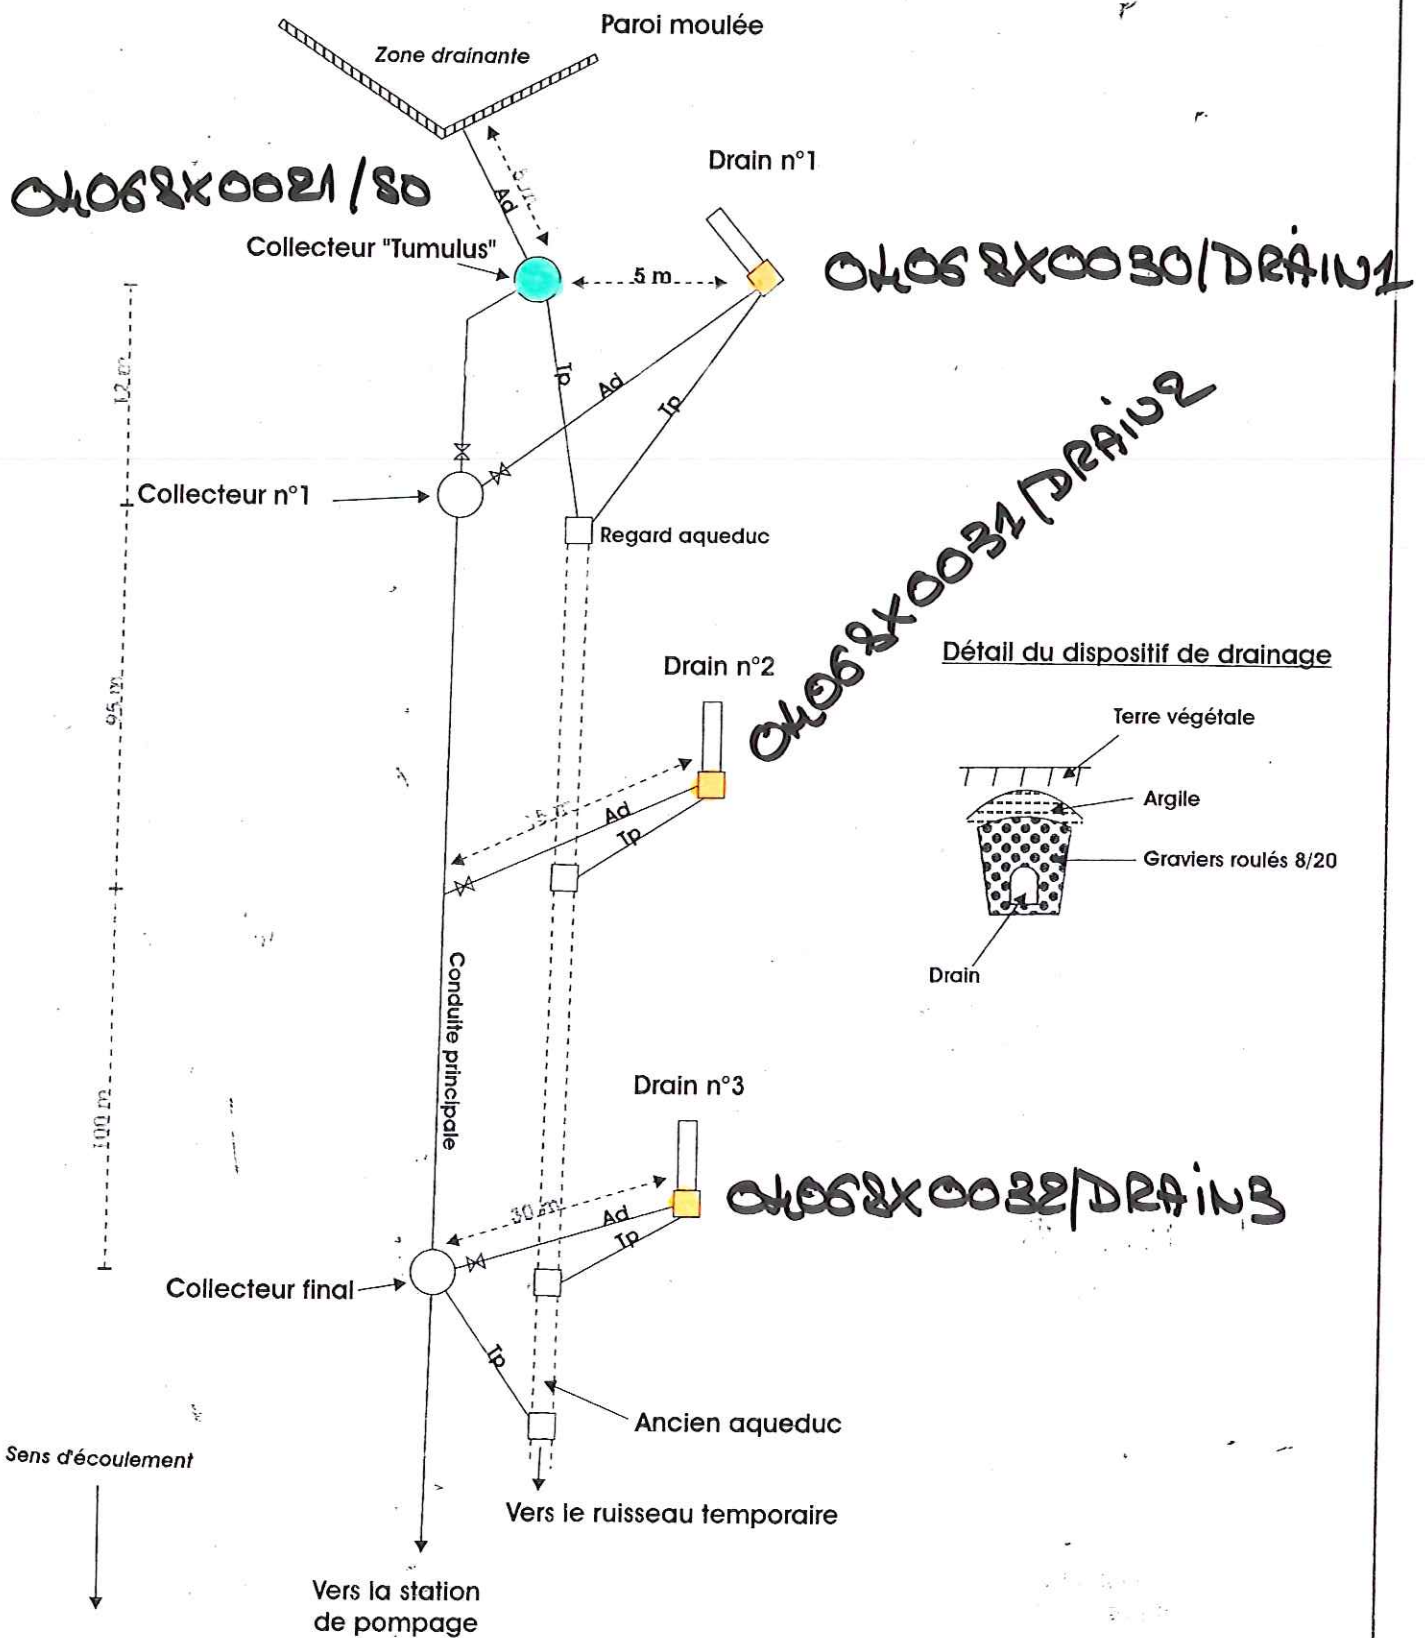 Paroi moulée
Zone drainante
Drain n°1
04068X0021/SO
6 m
Ad
Collecteur "Tumulus"
5 m
04068X0030/DRAIN1
12 m
Tp
Ad
Tp
Collecteur n°1
Regard aqueduc
04068X0031/DRAIN2
95 m
Drain n°2
Détail du dispositif de drainage
Terre végétale
Argile
Graviers roulés 8/20
Drain
Ad
Tp
Conduite principale
100 m
Drain n°3
04068X0032/DRAIN3
30 m
Ad
Tp
Collecteur final
Tp
Ancien aqueduc
Sens d'écoulement
Vers le ruisseau temporaire
Vers la station
de pompage